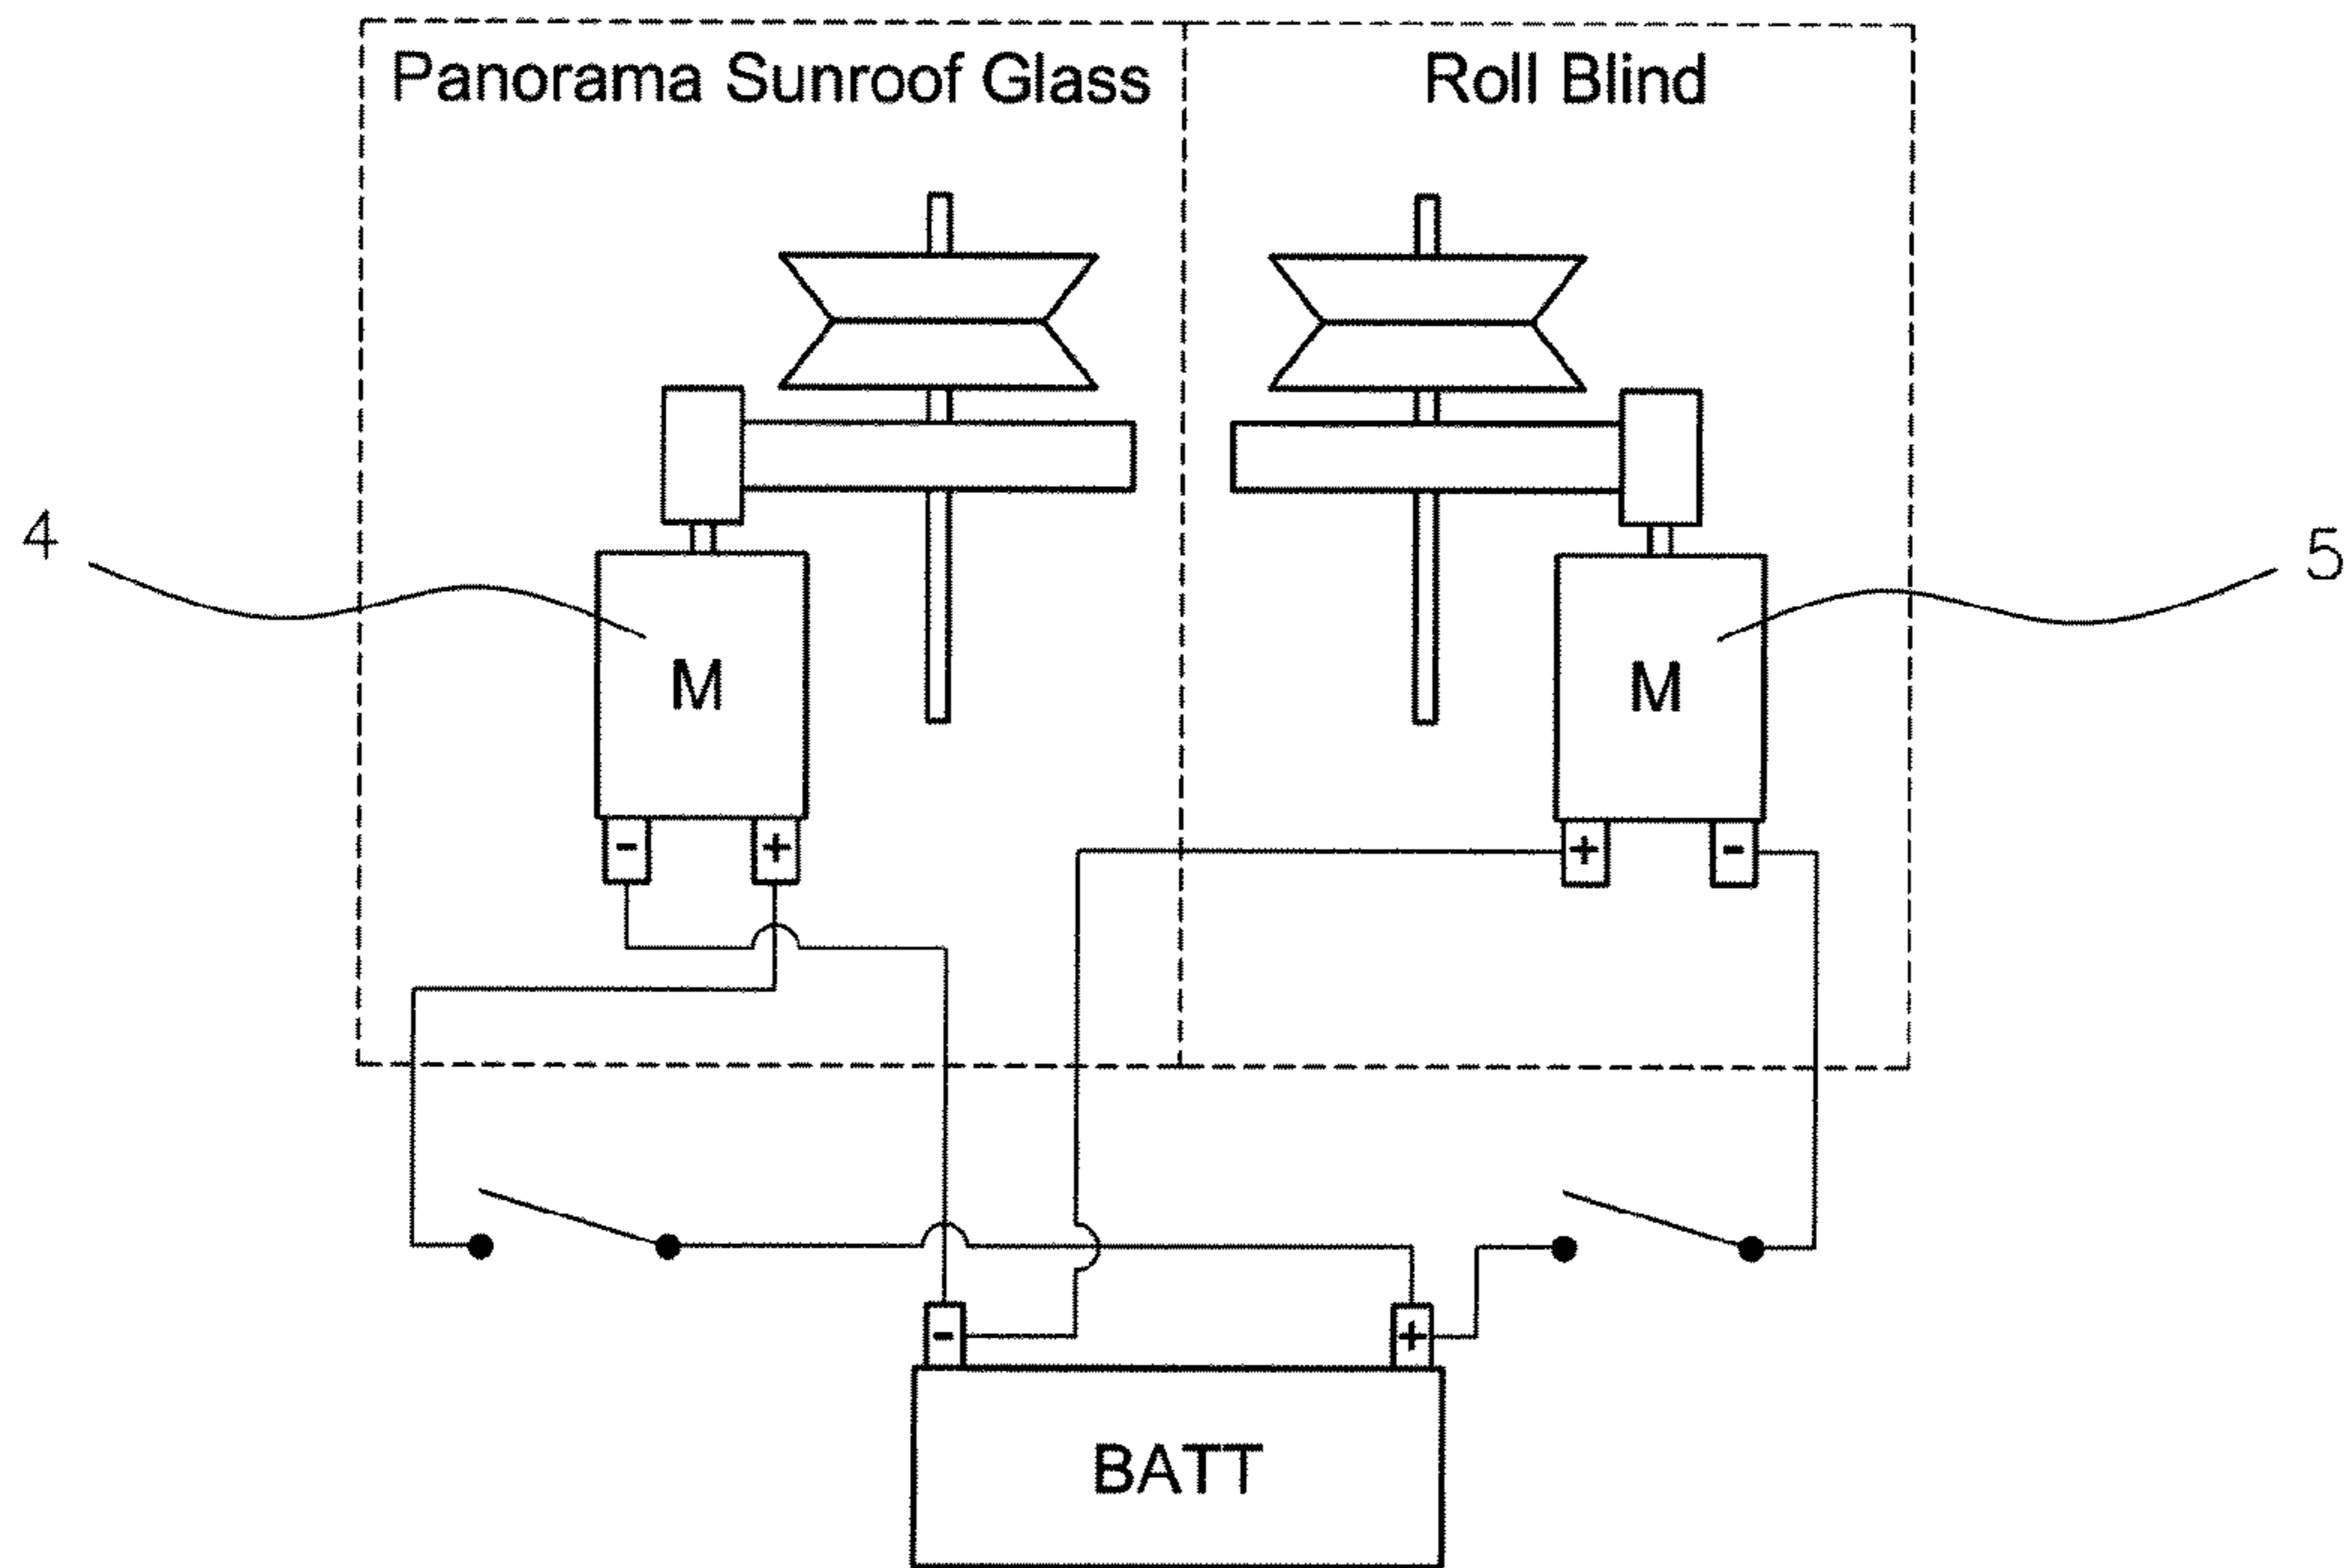 Panorama Sunroof Glass
Roll Blind
4
5
M
M
- +
+ -
- +
BATT